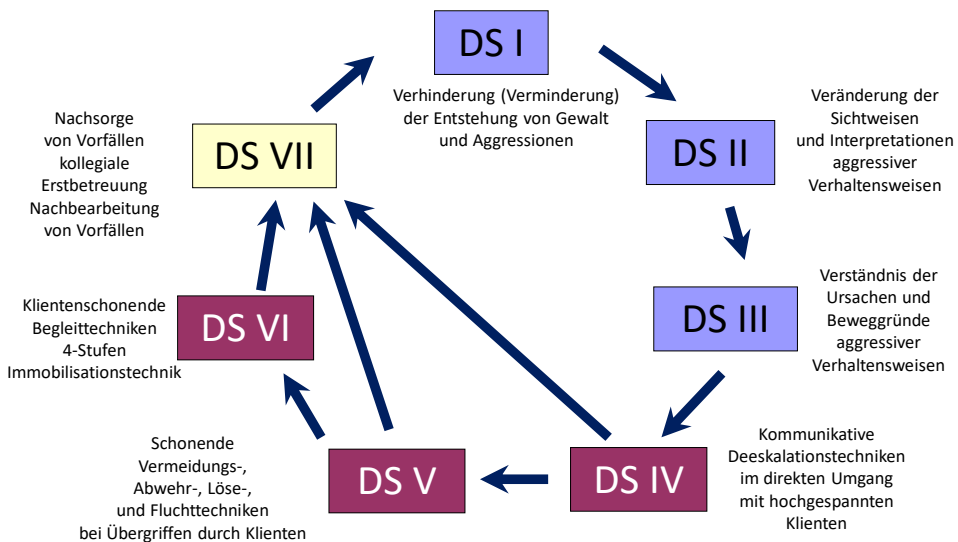 DS I
Verhinderung (Verminderung)
der Entstehung von Gewalt
und Aggressionen
DS II
Veränderung der
Sichtweisen
und Interpretationen
aggressiver
Verhaltensweisen
DS III
Verständnis der
Ursachen und
Beweggründe
aggressiver
Verhaltensweisen
DS IV
Kommunikative
Deeskalationstechniken
im direkten Umgang
mit hochgespannten
Klienten
DS V
Schonende
Vermeidungs-,
Abwehr-, Löse-,
und Fluchttechniken
bei Übergriffen durch Klienten
DS VI
Klientenschonende
Begleittechniken
4-Stufen
Immobilisationstechnik
DS VII
Nachsorge
von Vorfällen
kollegiale
Erstbetreuung
Nachbearbeitung
von Vorfällen